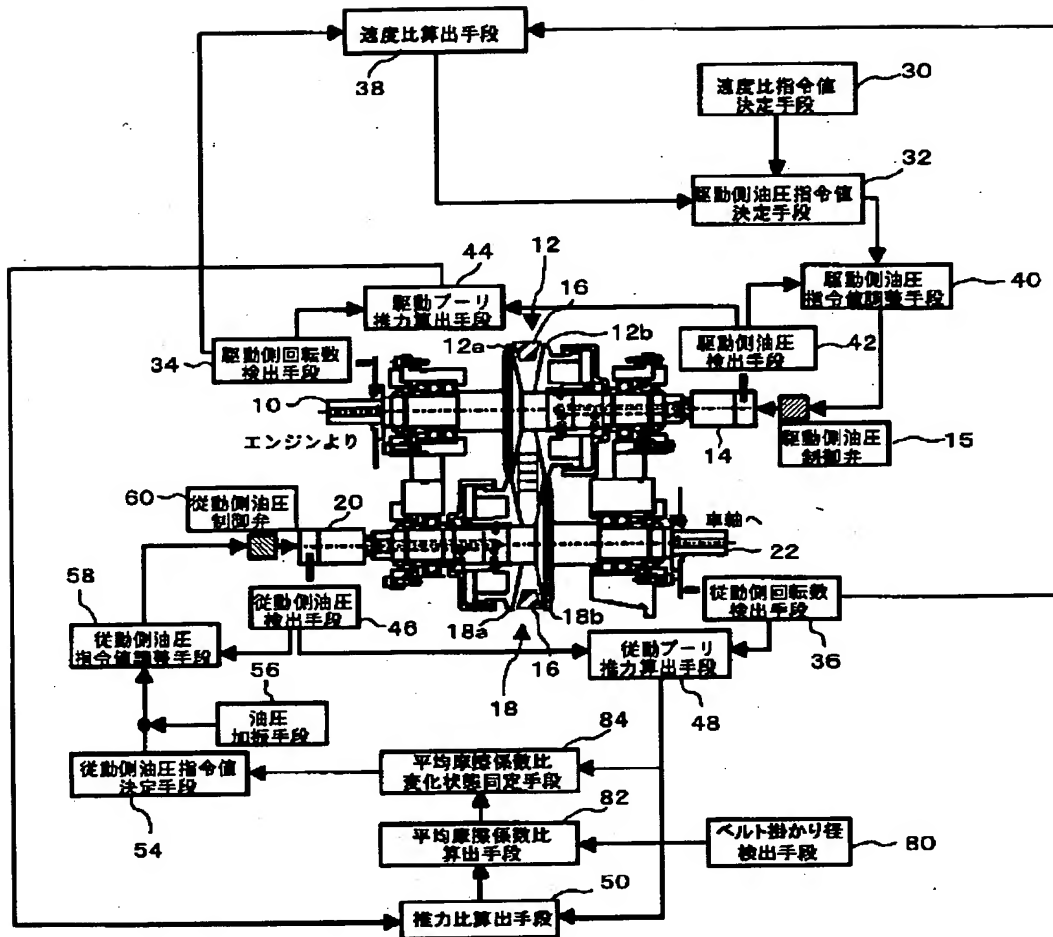 速度比算出手段
38
30
速度比指令値
決定手段
32
駆動側油圧指令値
決定手段
44
12
16
駆動側油圧
指令値調整手段
40
駆動プーリ
推力算出手段
12a
12b
駆動側油圧
検出手段
42
34
駆動側回転数
検出手段
10
エンジンより
14
駆動側油圧
制御弁
15
60
従動側油圧
制御弁
20
車軸へ
22
58
従動側油圧
指令値調整手段
従動側油圧
検出手段
46
18a
16
18b
18
従動側回転数
検出手段
36
従動プーリ
推力算出手段
48
56
油圧
加振手段
84
従動側油圧指令値
決定手段
54
平均摩擦係数比
変化状態同定手段
82
平均摩擦係数比
算出手段
ベルト掛かり径
検出手段
80
50
推力比算出手段